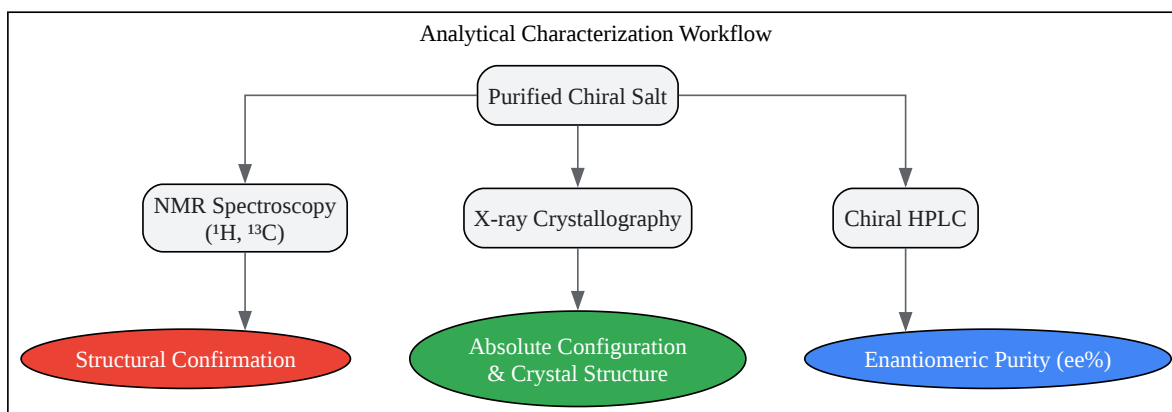 Analytical Characterization Workflow
Purified Chiral Salt
NMR Spectroscopy
(¹H, ¹³C)
X-ray Crystallography
Chiral HPLC
Structural Confirmation
Absolute Configuration
& Crystal Structure
Enantiomeric Purity (ee%)